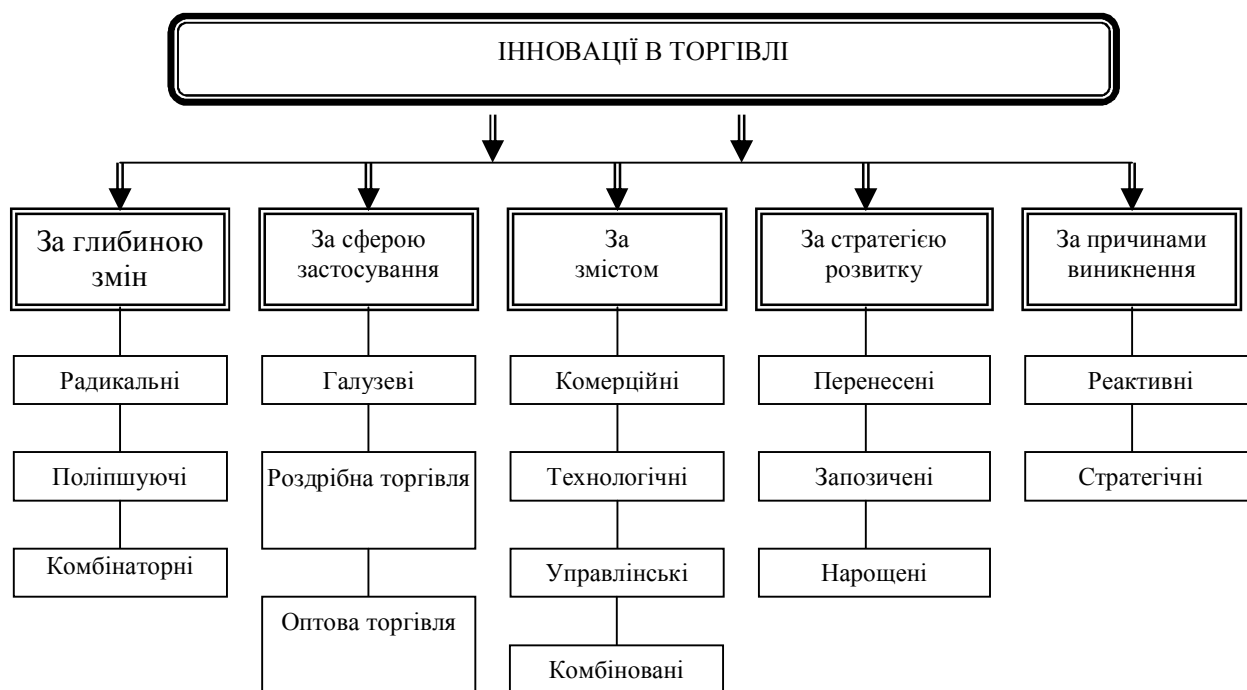 ІННОВАЦІЇ В ТОРГІВЛІ
За глибиною
змін
За сферою
застосування
За
змістом
За стратегією
розвитку
За причинами
виникнення
Радикальні
Галузеві
Комерційні
Перенесені
Реактивні
Поліпшуючі
Роздрібна торгівля
Технологічні
Запозичені
Стратегічні
Комбінаторні
Управлінські
Нарощені
Оптова торгівля
Комбіновані